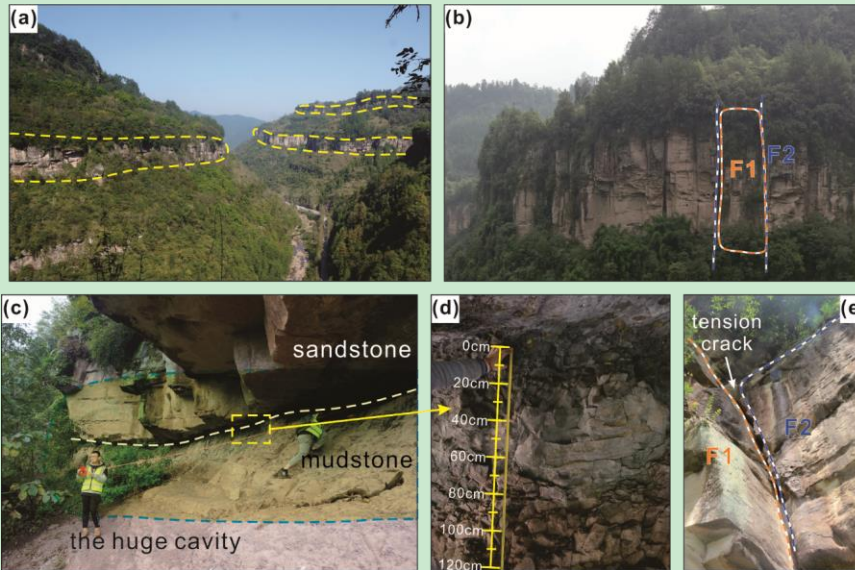 (a)
(b)
F1
F2
(c)
sandstone
mudstone
the huge cavity
(d)
0cm
20cm
40cm
60cm
80cm
100cm
120cm
(e)
tension
crack
F1
F2